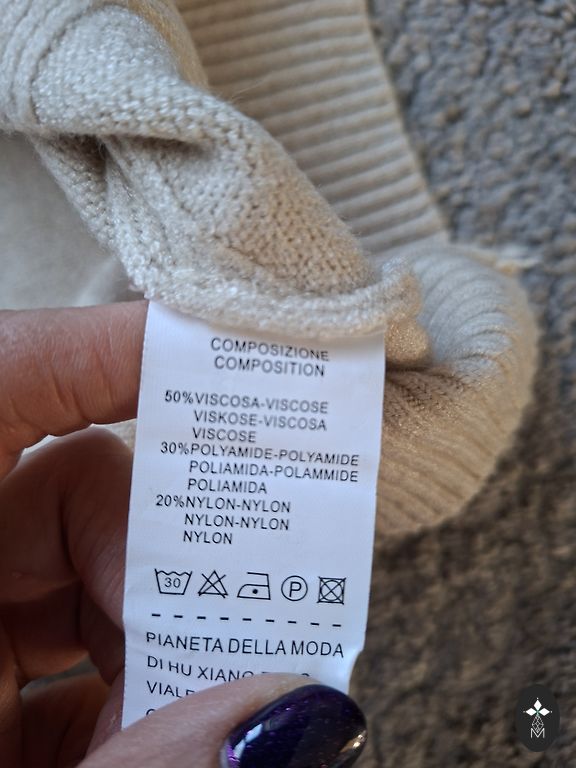 COMPOSIZIONE
COMPOSITION
50%VISCOSA-VISCOSE
VISKOSE-VISCOSA
VISCOSE
30%POLYAMIDE-POLYAMIDE
POLIAMIDA-POLAMMIDE
POLIAMIDA
20%NYLON-NYLON
NYLON-NYLON
NYLON
30 P
PIANETA DELLA MODA
DI HU XIANG
VIALE